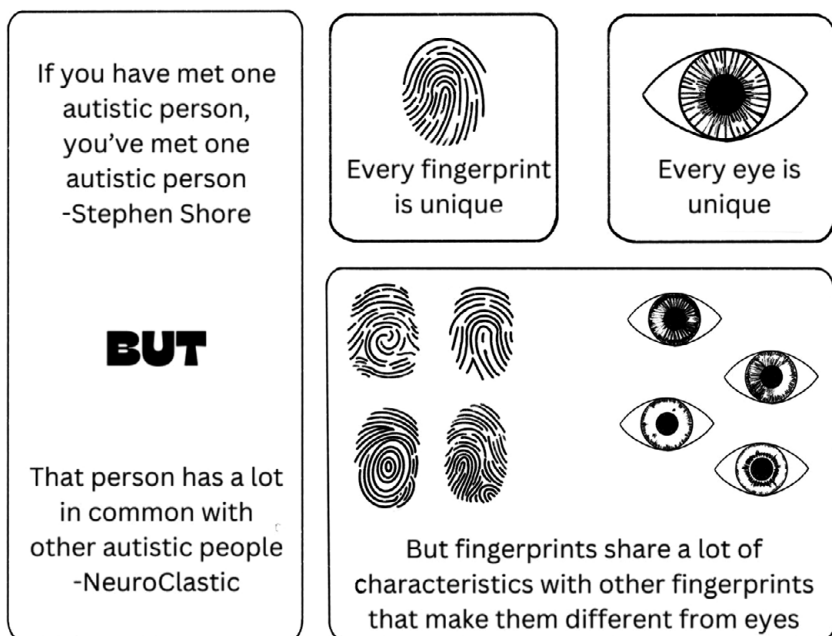 If you have met one
autistic person,
you've met one
autistic person
-Stephen Shore
BUT
That person has a lot
in common with
other autistic people
-NeuroClastic
Every fingerprint
is unique
Every eye is
unique
But fingerprints share a lot of
characteristics with other fingerprints
that make them different from eyes